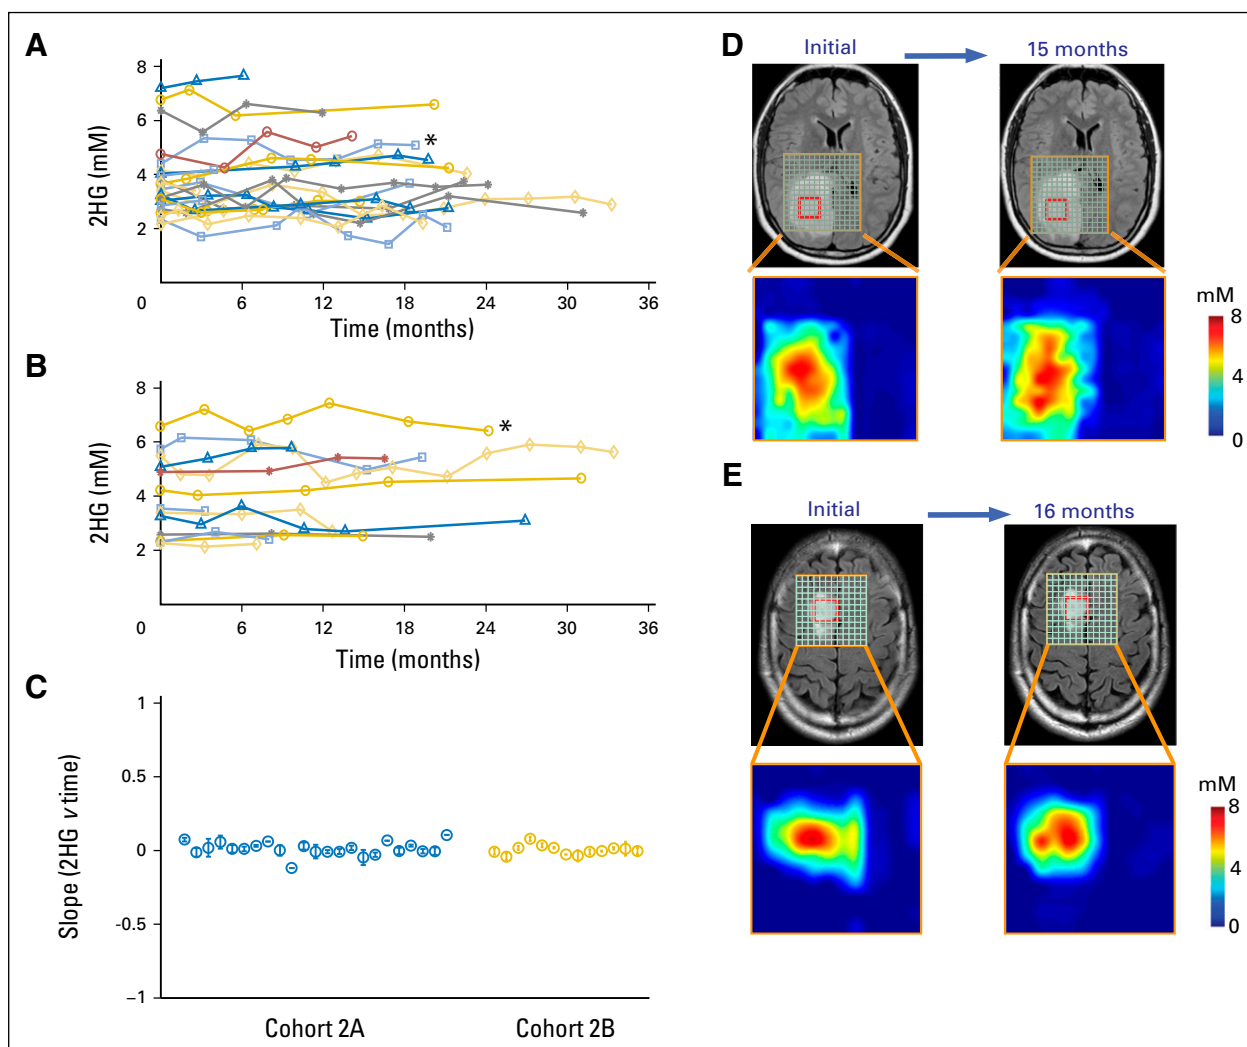 A
8
6
4
2
0
2HG (mM)
*
6
12
18
24
30
36
Time (months)
B
8
6
4
2
2HG (mM)
*
6
12
18
24
30
36
Time (months)
C
1
0.5
0
-0.5
−1
Slope (2HG v time)
Cohort 2A
Cohort 2B
D
Initial
15 months
mM
8
4
0
E
Initial
16 months
mM
8
4
0